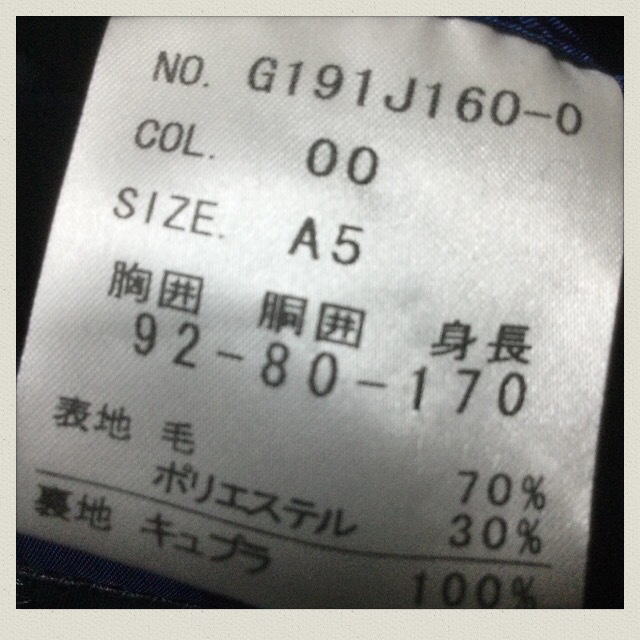 NO. G191J160-0
COL. 00
SIZE. A5
胸囲 胴囲 身長
92-80-170
表地 毛 70%
ポリエステル 30%
裏地 キュプラ 100%